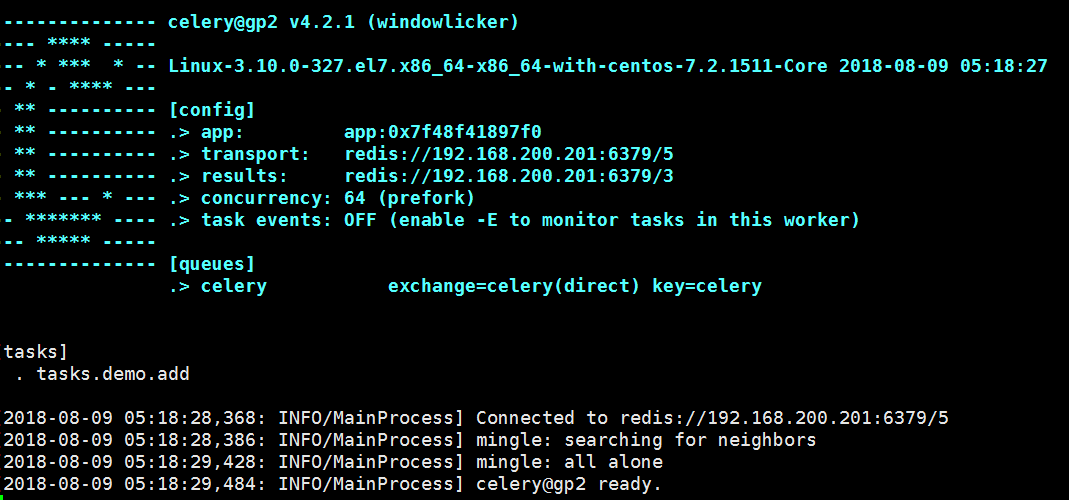 -------------- celery@gp2 v4.2.1 (windowlicker)
---- **** -----
--- * ***  * -- Linux-3.10.0-327.el7.x86_64-x86_64-with-centos-7.2.1511-Core 2018-08-09 05:18:27
-- * - **** ---
- ** ---------- [config]
- ** ---------- .> app:         app:0x7f48f41897f0
- ** ---------- .> transport:   redis://192.168.200.201:6379/5
- ** ---------- .> results:     redis://192.168.200.201:6379/3
- *** --- * --- .> concurrency: 64 (prefork)
-- ******* ---- .> task events: OFF (enable -E to monitor tasks in this worker)
--- ***** -----
-------------- [queues]
.> celery           exchange=celery(direct) key=celery
[tasks]
. tasks.demo.add
[2018-08-09 05:18:28,368: INFO/MainProcess] Connected to redis://192.168.200.201:6379/5
[2018-08-09 05:18:28,386: INFO/MainProcess] mingle: searching for neighbors
[2018-08-09 05:18:29,428: INFO/MainProcess] mingle: all alone
[2018-08-09 05:18:29,484: INFO/MainProcess] celery@gp2 ready.